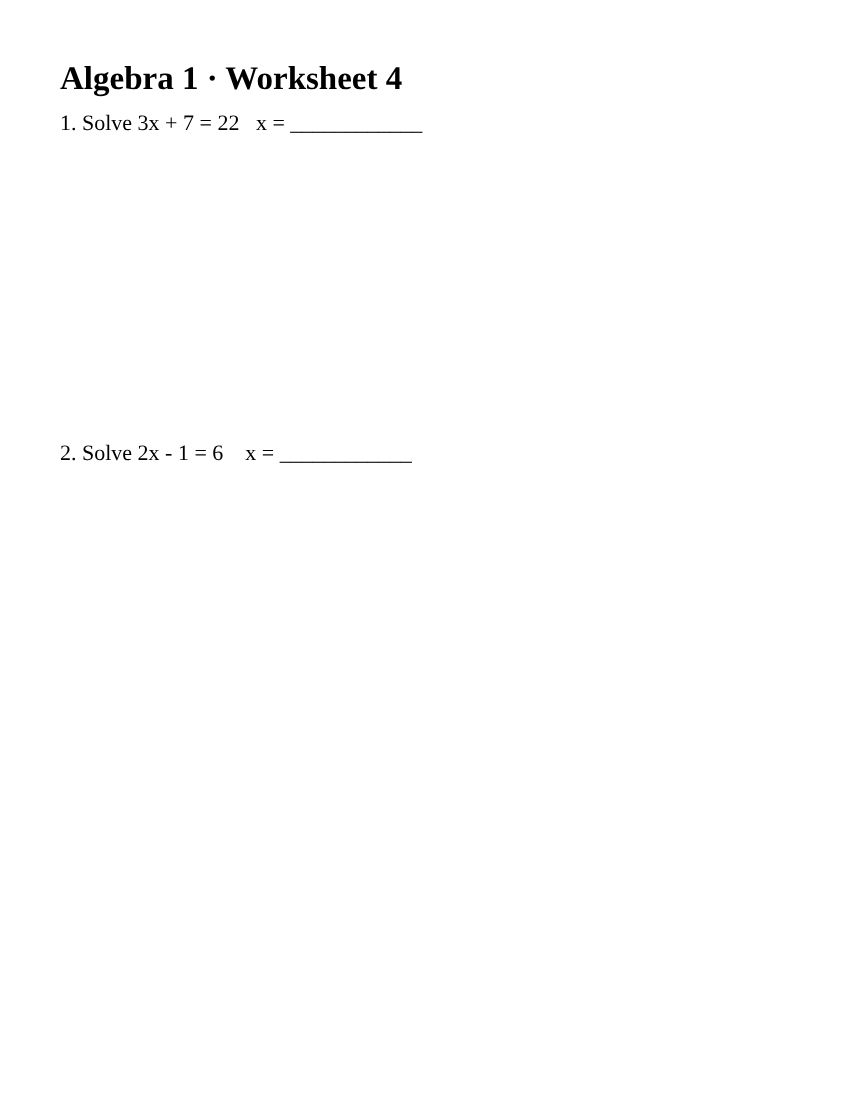 Algebra 1 · Worksheet 4
1. Solve 3x + 7 = 22   x = ____________
2. Solve 2x - 1 = 6    x = ____________